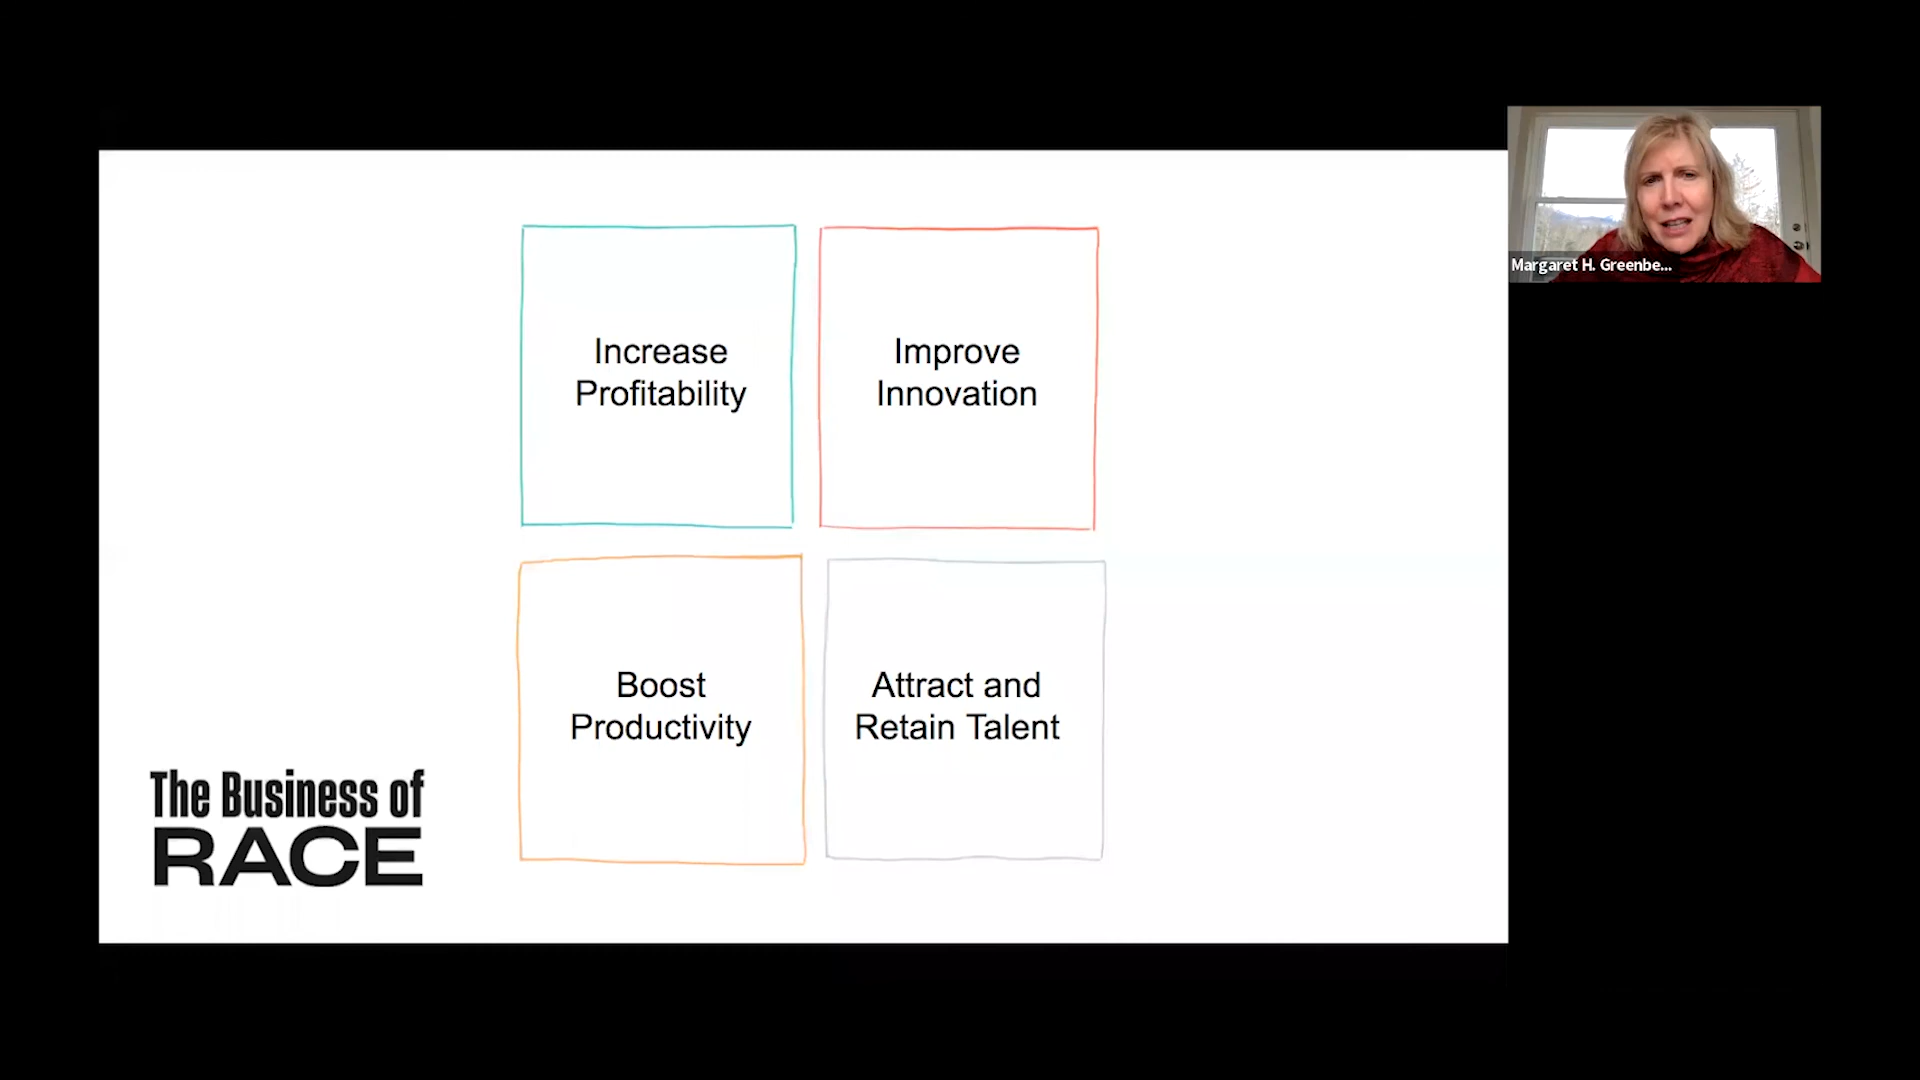 Increase
Profitability
Improve
Innovation
Boost
Productivity
Attract and
Retain Talent
The Business of
RACE
Margaret H. Greenbe...